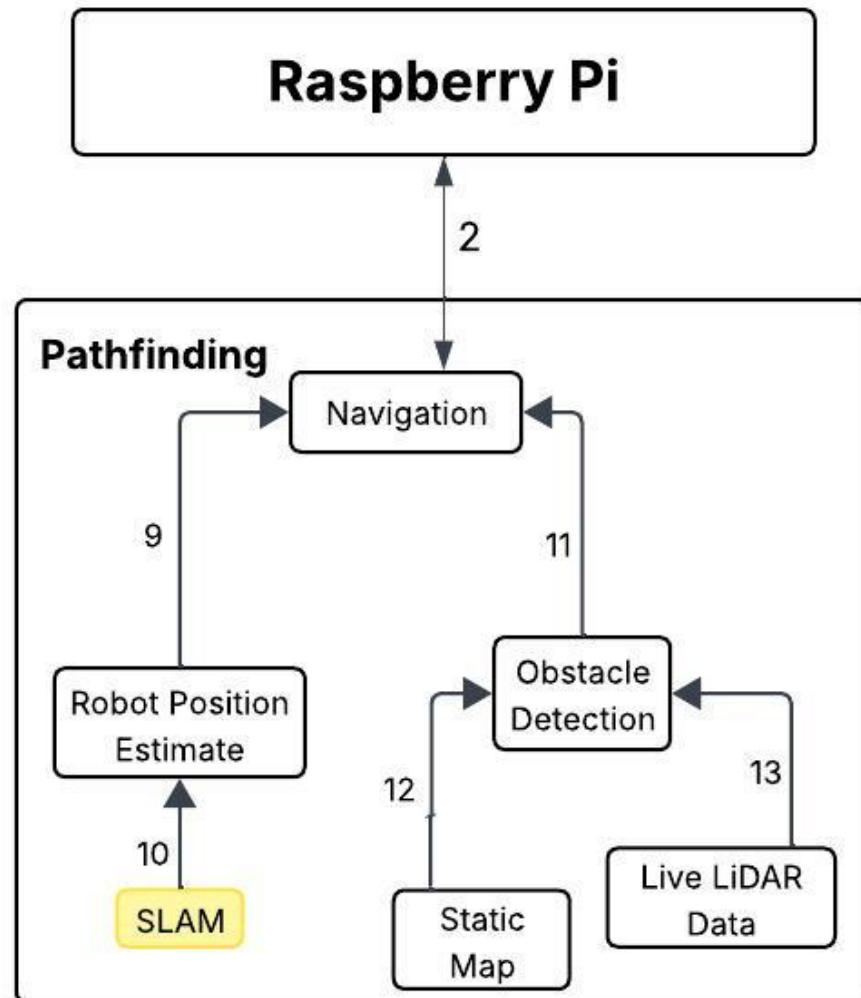 Raspberry Pi
2
Pathfinding
Navigation
9
11
Robot Position
Estimate
Obstacle
Detection
10
12
13
SLAM
Static
Map
Live LiDAR
Data